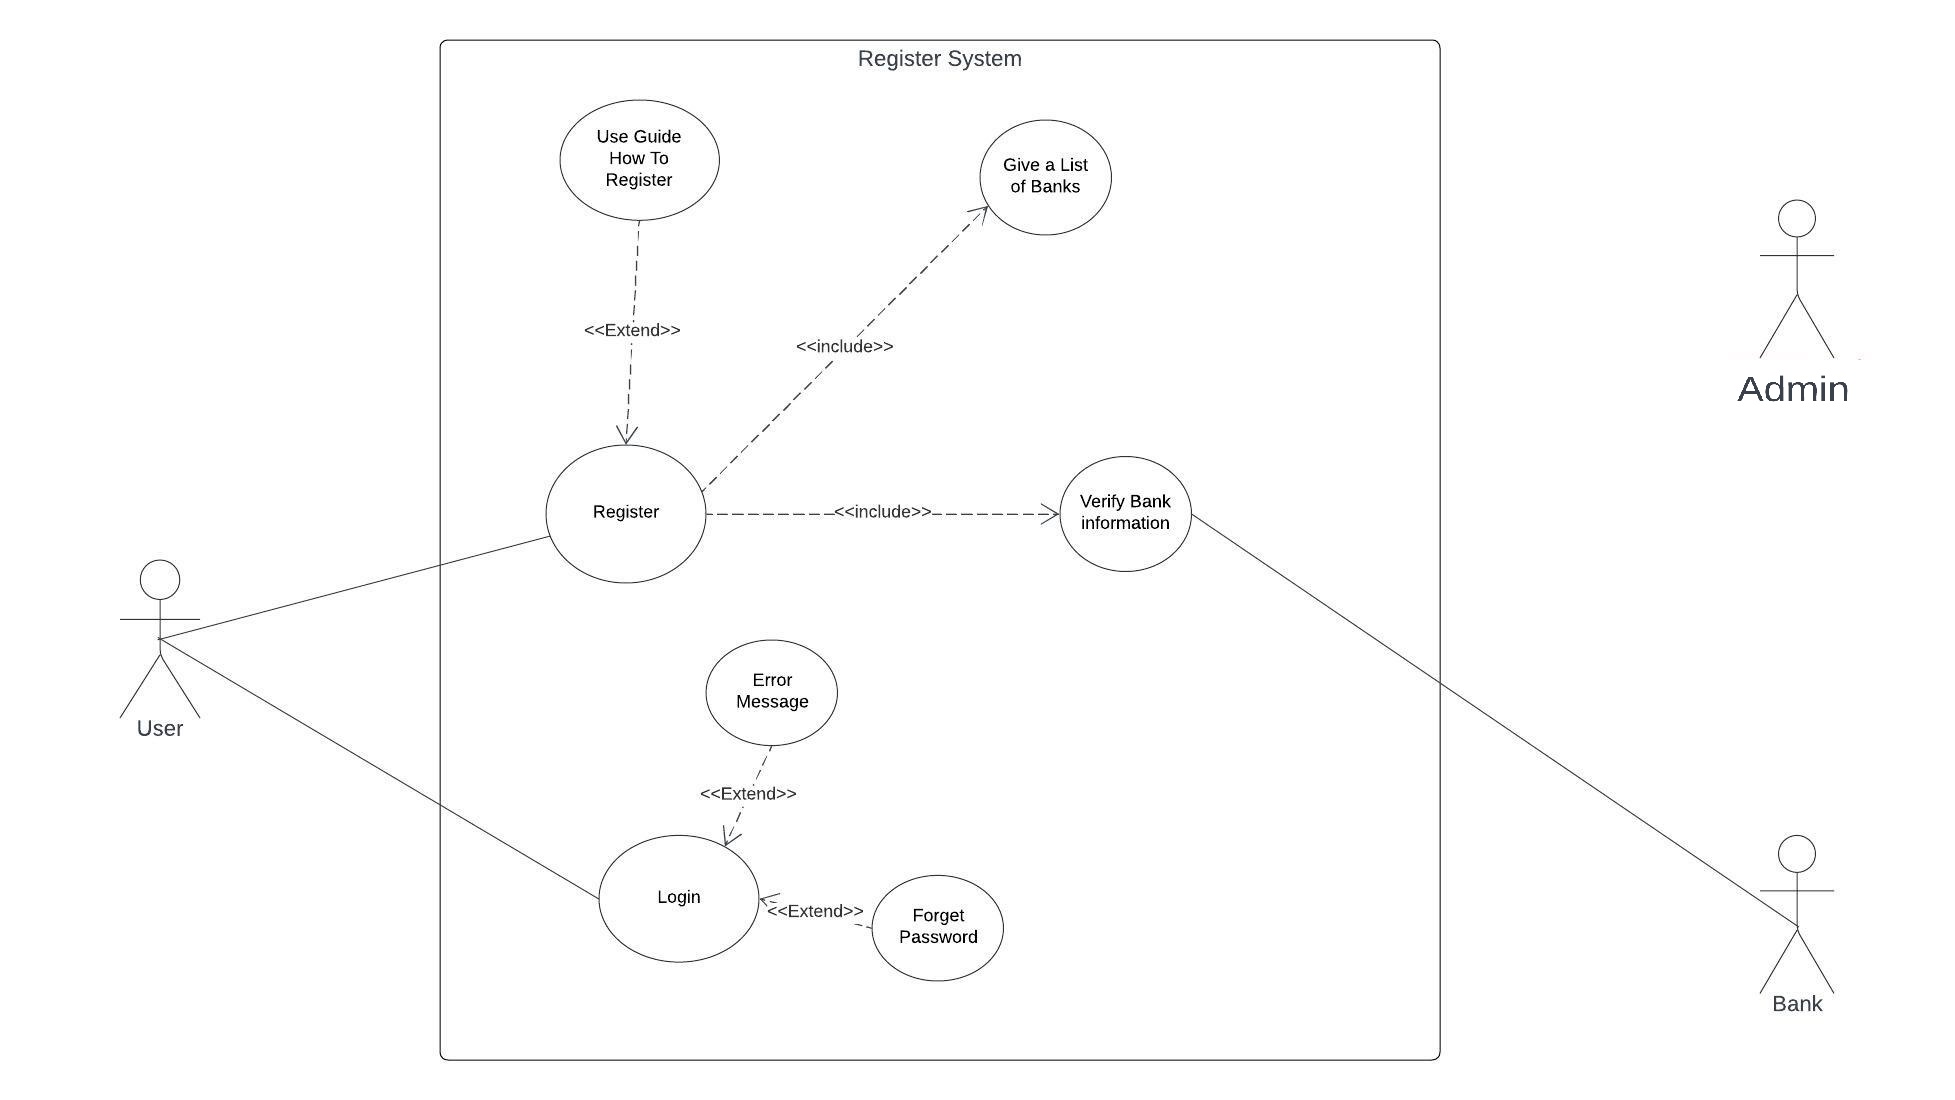 Register System
Use Guide
How To
Register
Give a List
of Banks
<<Extend>>
<<include>>
Admin
Register
<<include>>
Verify Bank
information
User
Error
Message
<<Extend>>
Login
<<Extend>>
Forget
Password
Bank